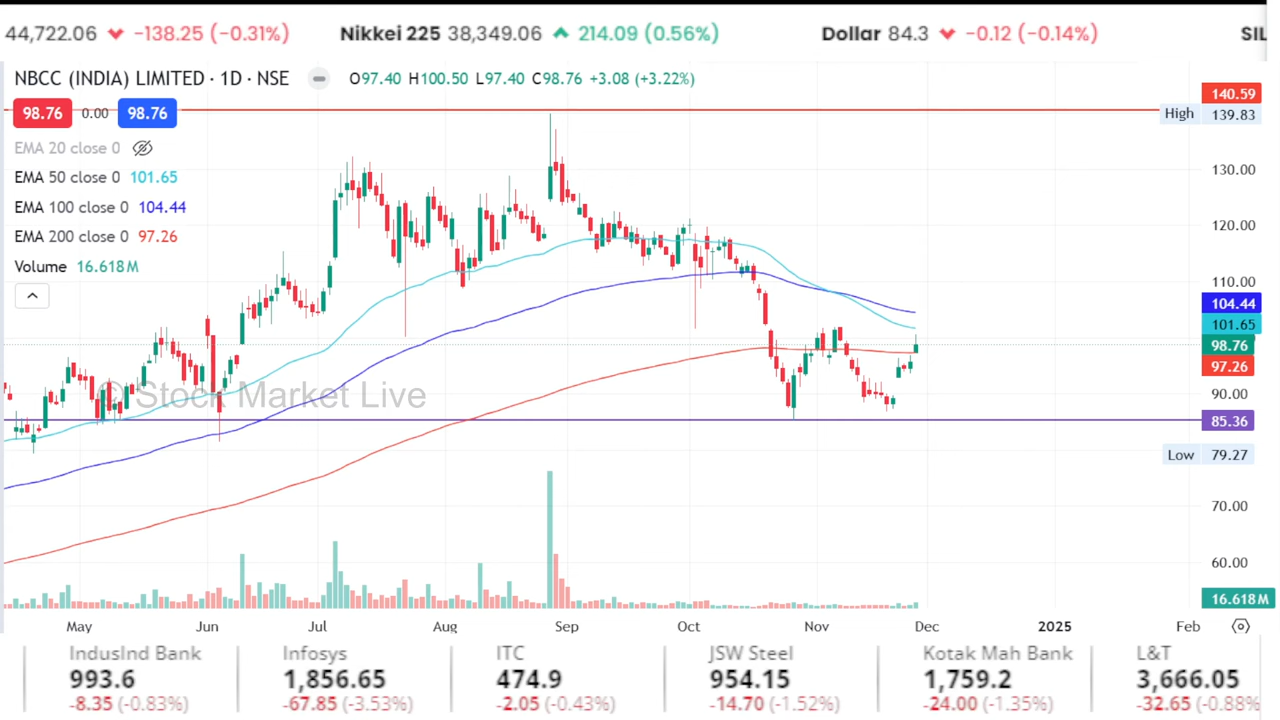 44,722.06 -138.25 (-0.31%) Nikkei 225 38,349.06 214.09 (0.56%) Dollar 84.3 -0.12 (-0.14%) SIL
NBCC (INDIA) LIMITED · 1D · NSE O97.40 H100.50 L97.40 C98.76 +3.08 (+3.22%)
98.76 0.00 98.76
EMA 20 close 0
EMA 50 close 0 101.65
EMA 100 close 0 104.44
EMA 200 close 0 97.26
Volume 16.618M
140.59
High 139.83
130.00
120.00
110.00
104.44
101.65
98.76
97.26
90.00
85.36
Low 79.27
70.00
60.00
16.618M
© Stock Market Live
May Jun Jul Aug Sep Oct Nov Dec 2025 Feb
IndusInd Bank Infosys ITC JSW Steel Kotak Mah Bank L&T
993.6 1,856.65 474.9 954.15 1,759.2 3,666.05
-8.35 (-0.83%) -67.85 (-3.53%) -2.05 (-0.43%) -14.70 (-1.52%) -24.00 (-1.35%) -32.65 (-0.88%